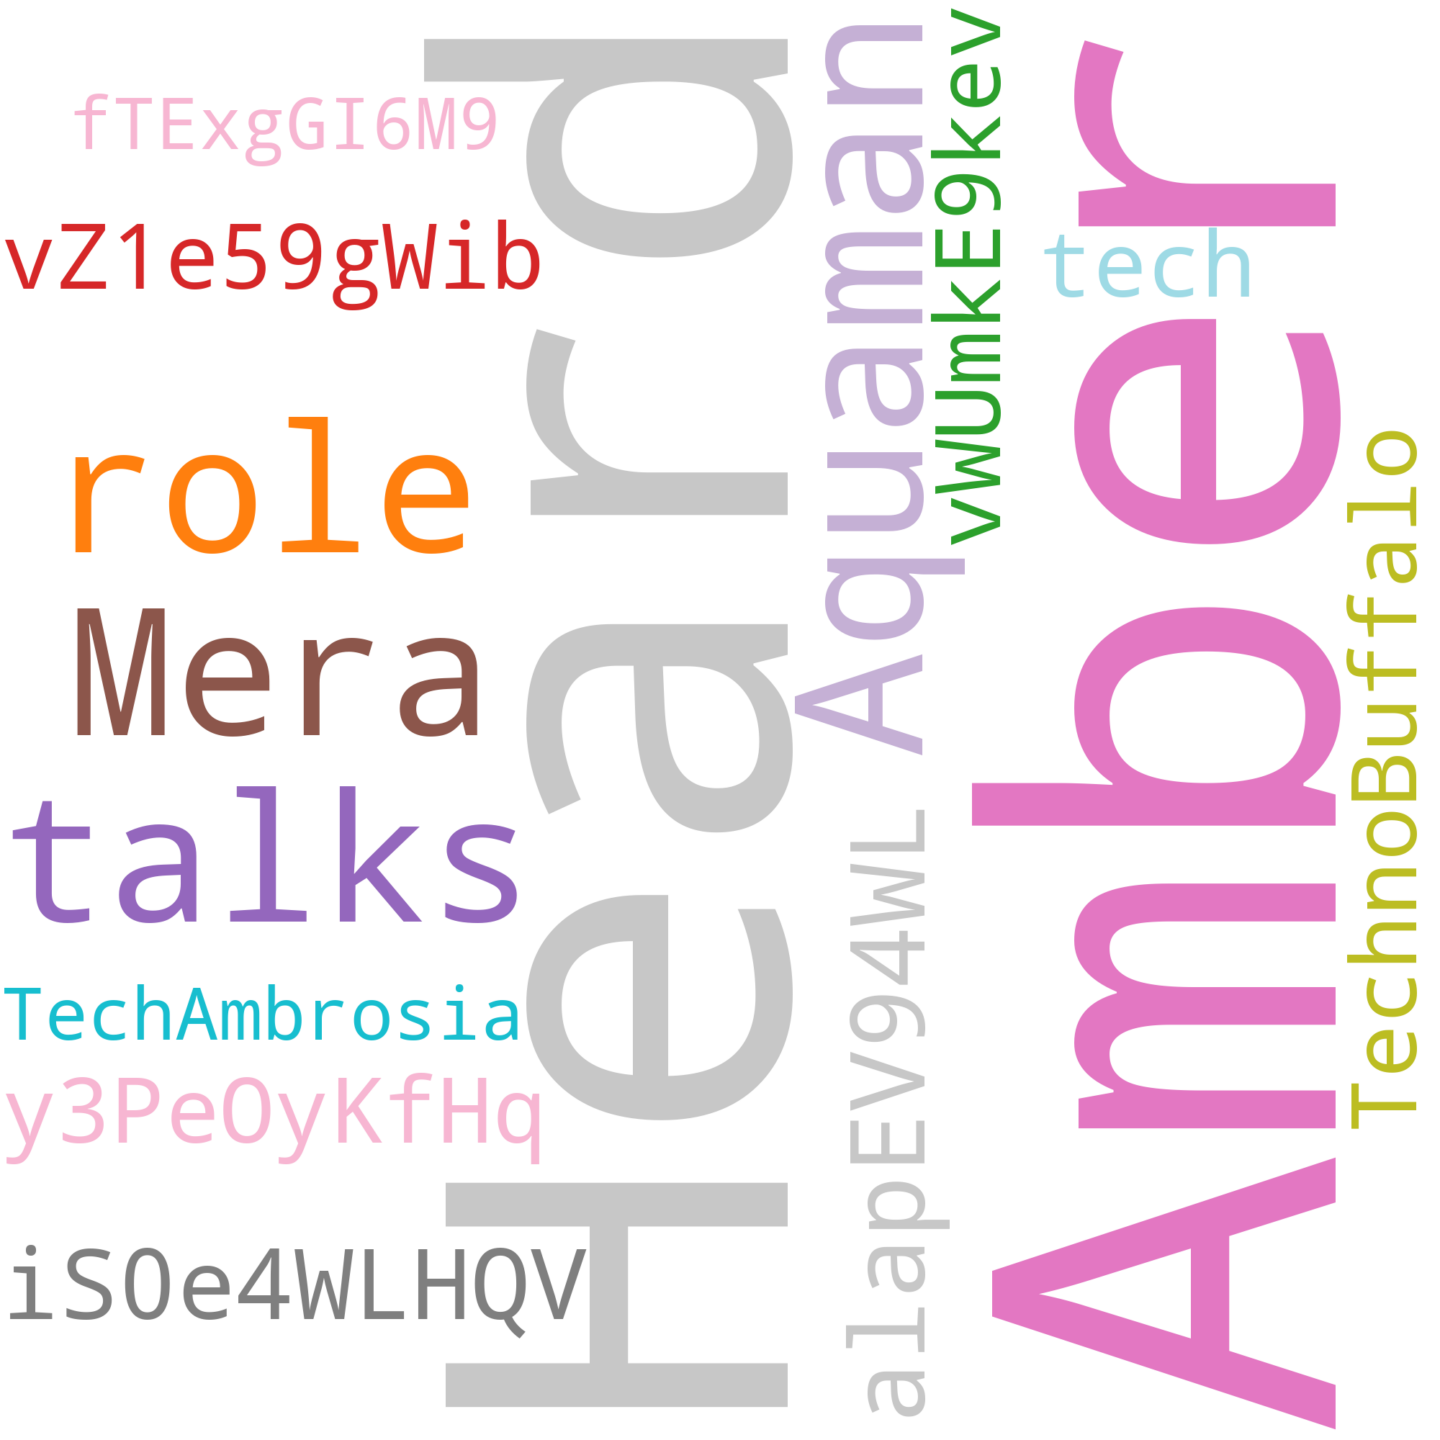 fTExgGI6M9
vZ1e59gWib
role
Mera
talks
TechAmbrosia
y3PeOyKfHq
iS0e4WLHQV
Heard
Aquaman
alapEV94WL
vWUmkE9kev
Amber
tech
TechnoBuffalo